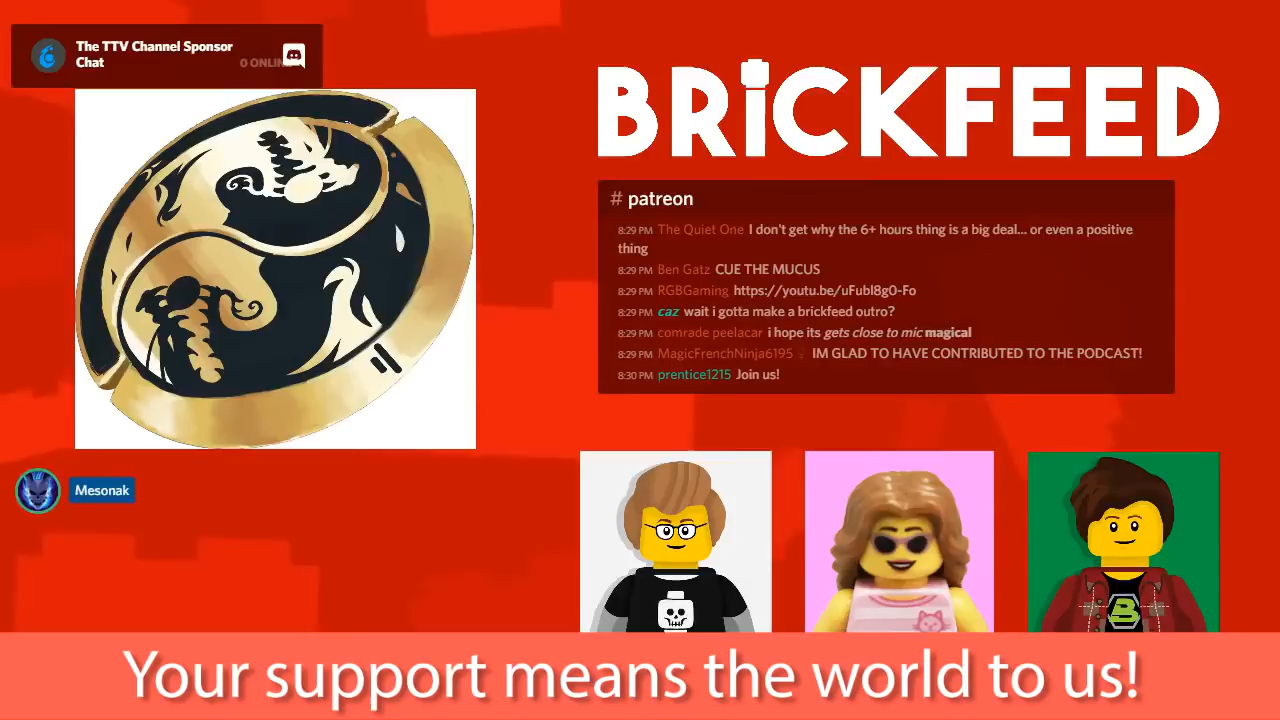 The TTV Channel Sponsor
Chat
0 ONLIN
BRiCKFEED
# patreon
8:29 PM The Quiet One I don't get why the 6+ hours thing is a big deal... or even a positive
thing
8:29 PM Ben Gatz CUE THE MUCUS
8:29 PM RGBGaming https://youtu.be/uFubl8g0-Fo
8:29 PM caz wait i gotta make a brickfeed outro?
8:29 PM comrade peelacar i hope its gets close to mic magical
8:29 PM MagicFrenchNinja6195 IM GLAD TO HAVE CONTRIBUTED TO THE PODCAST!
8:30 PM prentice1215 Join us!
Mesonak
B
Your support means the world to us!